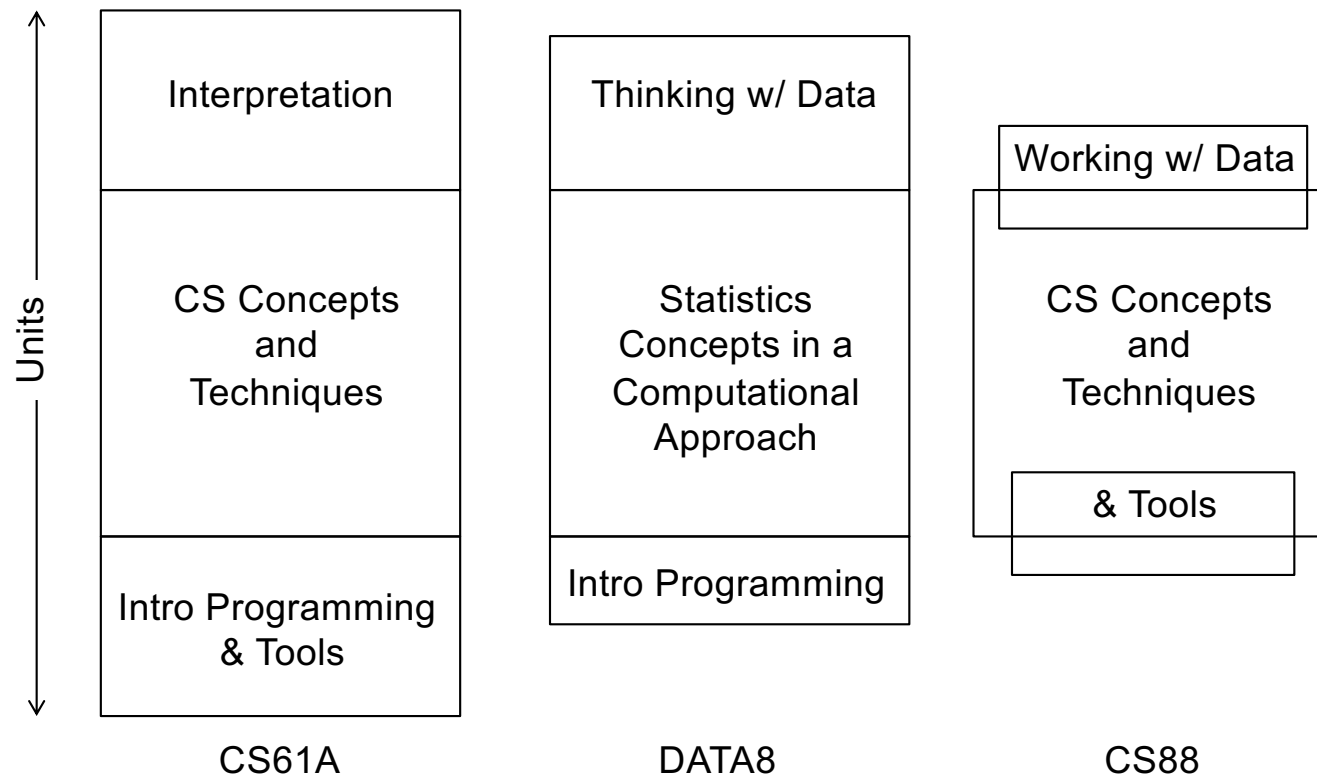 Units
Interpretation
CS Concepts
and
Techniques
Intro Programming
& Tools
CS61A
Thinking w/ Data
Statistics
Concepts in a
Computational
Approach
Intro Programming
DATA8
Working w/ Data
CS Concepts
and
Techniques
& Tools
CS88